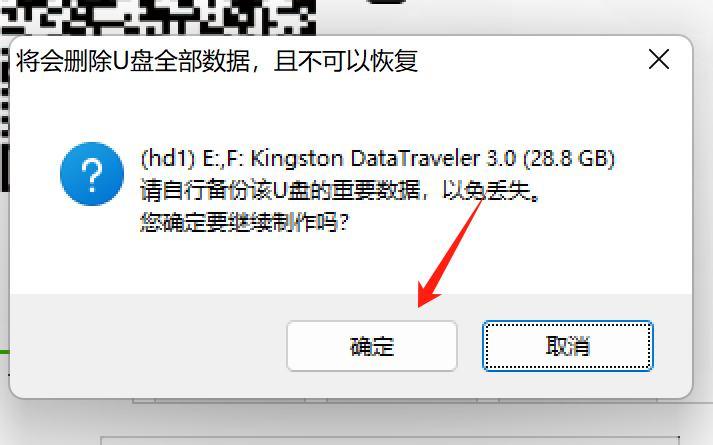 将会删除U盘全部数据，且不可以恢复
(hd1) E:,F: Kingston DataTraveler 3.0 (28.8 GB)
请自行备份该U盘的重要数据，以免丢失。
您确定要继续制作吗?
确定
取消